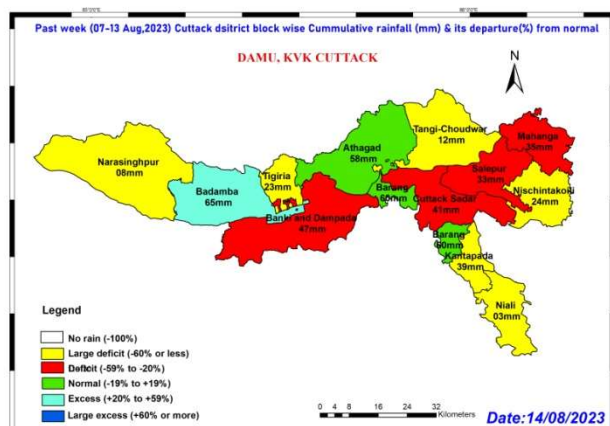 Past week (07-13 Aug,2023) Cuttack dsitrict block wise Cummulative rainfall (mm) & its departure(%) from normal
DAMU, KVK CUTTACK
N
Tangi-Choudwar
12mm
Mahanga
35mm
Athagad
58mm
Narasinghpur
08mm
Salepur
33mm
Tigiria
23mm
Badamba
65mm
Nischintakoili
24mm
Barang
60mm
Cuttack Sadar
41mm
Banki and Dampada
47mm
Barang
60mm
Kantapada
39mm
Niali
03mm
Legend
No rain (-100%)
Large deficit (-60% or less)
Deficit (-59% to -20%)
Normal (-19% to +19%)
Excess (+20% to +59%)
Large excess (+60% or more)
0 4 8 16 24 32
Kilometers
Date:14/08/2023